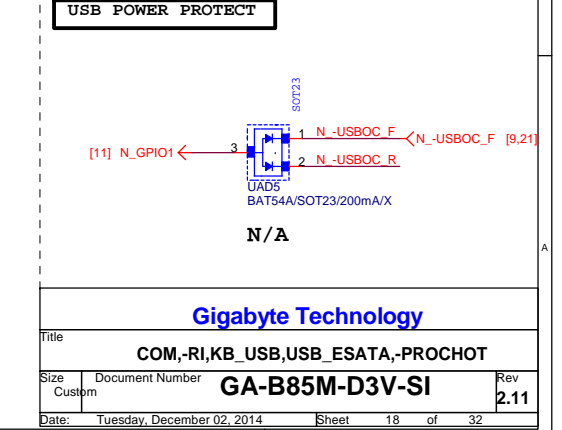 USB POWER PROTECT
SOT23
1 N_-USBOC_F
N_-USBOC_F [9,21]
[11] N_GPIO1
3
2 N_-USBOC_R
UAD5
BAT54A/SOT23/200mA/X
N/A
A
Gigabyte Technology
Title
COM,-RI,KB_USB,USB_ESATA,-PROCHOT
Size Document Number Rev
Custom GA-B85M-D3V-SI 2.11
Date: Tuesday, December 02, 2014 Sheet 18 of 32